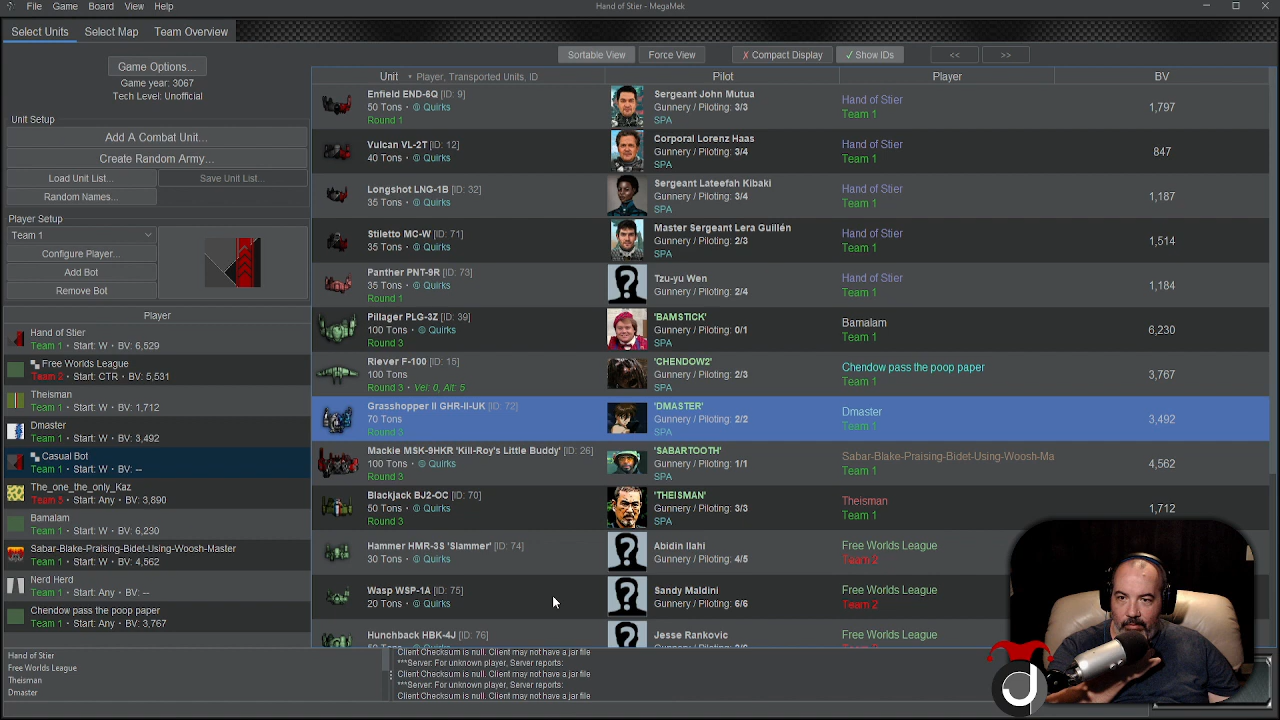 File Game Board View Help
Hand of Stier - MegaMek
Select Units Select Map Team Overview
Sortable View Force View ✗ Compact Display ✓ Show IDs << >>
Game Options...
Game year: 3067
Tech Level: Unofficial
Unit Setup
Add A Combat Unit...
Create Random Army...
Load Unit List... Save Unit List...
Random Names...
Player Setup
Team 1
Configure Player...
Add Bot
Remove Bot
Player
Hand of Stier
Team 1 • Start: W • BV: 6,529
Free Worlds League
Team 2 • Start: CTR • BV: 5,531
Theisman
Team 1 • Start: W • BV: 1,712
Dmaster
Team 1 • Start: W • BV: 3,492
Casual Bot
Team 1 • Start: W • BV: --
The_one_the_only_Kaz
Team 5 • Start: Any • BV: 3,890
Bamalam
Team 1 • Start: W • BV: 6,230
Sabar-Blake-Praising-Bidet-Using-Woosh-Master
Team 1 • Start: W • BV: 4,562
Nerd Herd
Team 1 • Start: Any • BV: --
Chendow pass the poop paper
Team 1 • Start: Any • BV: 3,767
Unit Player, Transported Units, ID Pilot Player BV
Enfield END-6Q [ID: 9] Sergeant John Mutua Hand of Stier
50 Tons • Quirks Gunnery / Piloting: 3/3 Team 1 1,797
Round 1 SPA
Vulcan VL-2T [ID: 12] Corporal Lorenz Haas Hand of Stier
40 Tons • Quirks Gunnery / Piloting: 3/4 Team 1 847
SPA
Longshot LNG-1B [ID: 32] Sergeant Lateefah Kibaki Hand of Stier
35 Tons • Quirks Gunnery / Piloting: 3/4 Team 1 1,187
SPA
Stiletto MC-W [ID: 71] Master Sergeant Lera Guillén Hand of Stier
35 Tons • Quirks Gunnery / Piloting: 2/3 Team 1 1,514
SPA
Panther PNT-9R [ID: 73] Tzu-yu Wen Hand of Stier
35 Tons • Quirks Gunnery / Piloting: 2/4 Team 1 1,184
Round 1
Pillager PLG-3Z [ID: 39] 'BAMSTICK' Bamalam
100 Tons • Quirks Gunnery / Piloting: 0/1 Team 1 6,230
Round 3 SPA
Riever F-100 [ID: 15] 'CHENDOW2' Chendow pass the poop paper
100 Tons Gunnery / Piloting: 2/3 Team 1 3,767
Round 3 • Vel: 0, Alt: 5 SPA
Grasshopper II GHR-II-UK [ID: 72] 'DMASTER' Dmaster
70 Tons Gunnery / Piloting: 2/2 Team 1 3,492
Round 3 SPA
Mackie MSK-9HKR 'Kill-Roy's Little Buddy' [ID: 26] 'SABARTOOTH' Sabar-Blake-Praising-Bidet-Using-Woosh-Ma
100 Tons • Quirks Gunnery / Piloting: 1/1 Team 1 4,562
Round 3 SPA
Blackjack BJ2-OC [ID: 70] 'THEISMAN' Theisman
50 Tons • Quirks Gunnery / Piloting: 3/3 Team 1 1,712
Round 3 SPA
Hammer HMR-3S 'Slammer' [ID: 74] Abidin Ilahi Free Worlds League
30 Tons • Quirks Gunnery / Piloting: 4/5 Team 2
Wasp WSP-1A [ID: 75] Sandy Maldini Free Worlds League
20 Tons • Quirks Gunnery / Piloting: 6/6 Team 2
Hunchback HBK-4J [ID: 76] Jesse Rankovic Free Worlds League
Hand of Stier
Free Worlds League
Theisman
Dmaster
Client Checksum is null. Client may not have a jar file
***Server: For unknown player, Server reports:
Client Checksum is null. Client may not have a jar file
***Server: For unknown player, Server reports:
Client Checksum is null. Client may not have a jar file